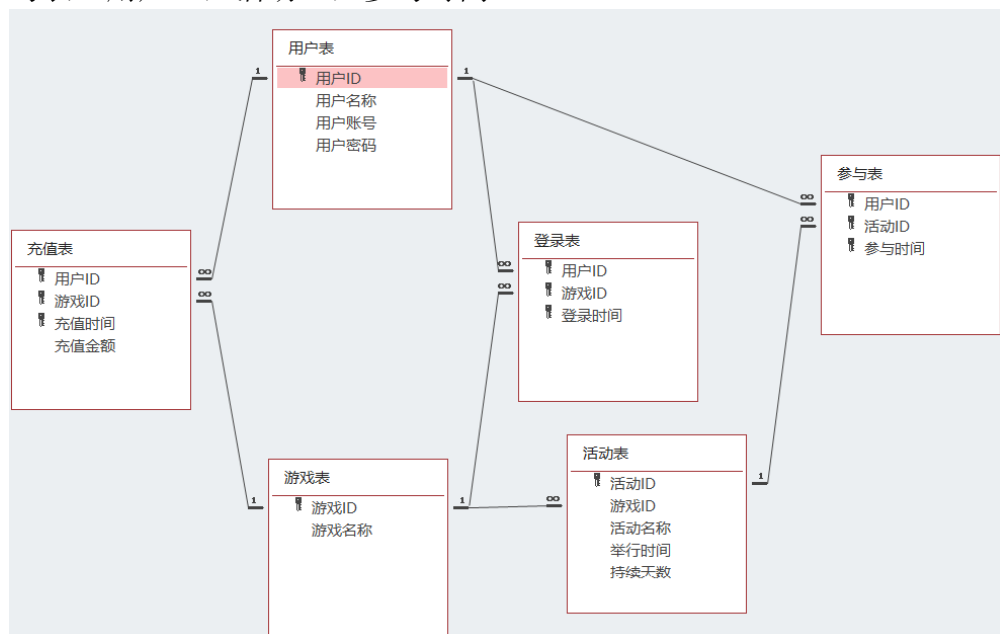 用户表
用户ID
用户名称
用户账号
用户密码
1
1
参与表
用户ID
活动ID
参与时间
∞
∞
充值表
用户ID
游戏ID
充值时间
充值金额
∞
∞
登录表
用户ID
游戏ID
登录时间
∞
∞
游戏表
游戏ID
游戏名称
1
1
活动表
活动ID
游戏ID
活动名称
举行时间
持续天数
∞
1